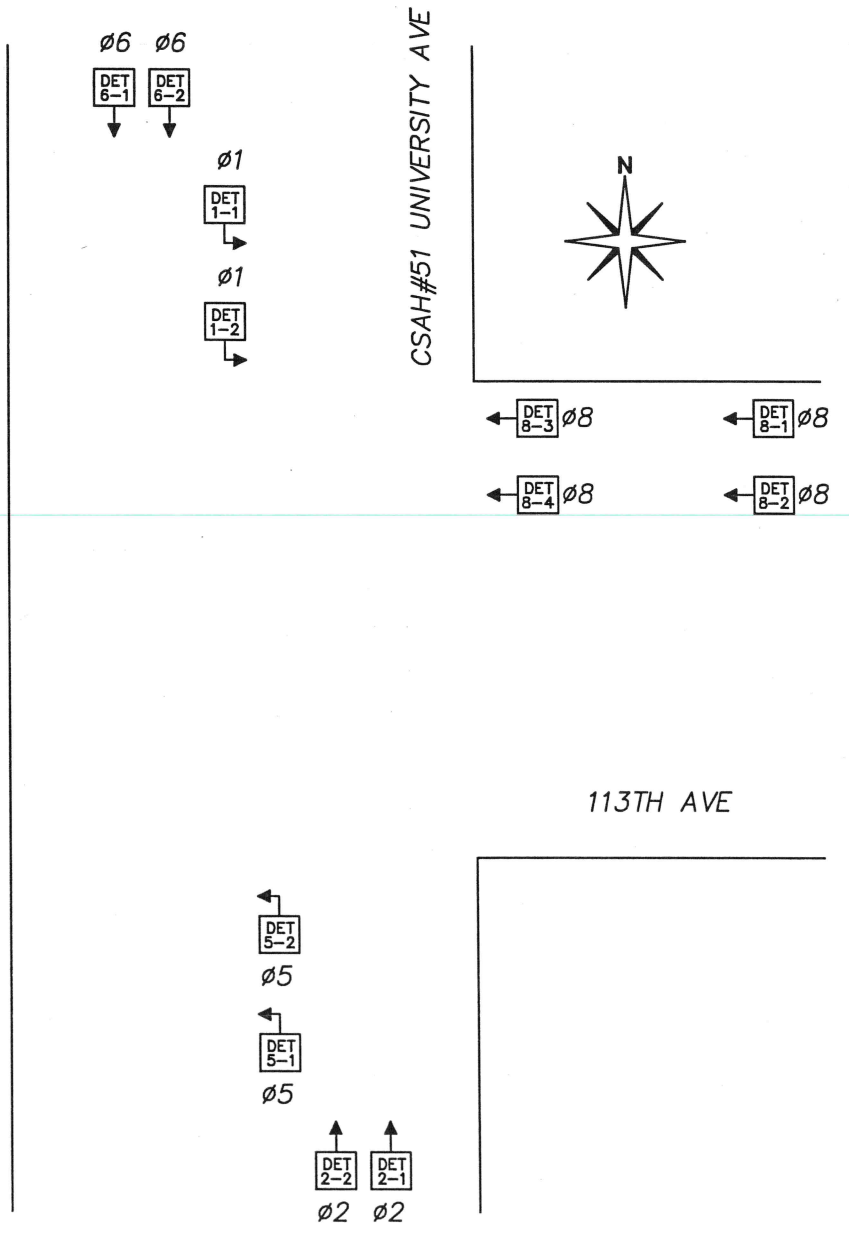 ø6 ø6
DET
6-1
DET
6-2
CSAH#51 UNIVERSITY AVE
ø1
DET
1-1
N
ø1
DET
1-2
DET
8-3
ø8
DET
8-1
ø8
DET
8-4
ø8
DET
8-2
ø8
113TH AVE
DET
5-2
ø5
DET
5-1
ø5
DET
2-2
DET
2-1
ø2 ø2